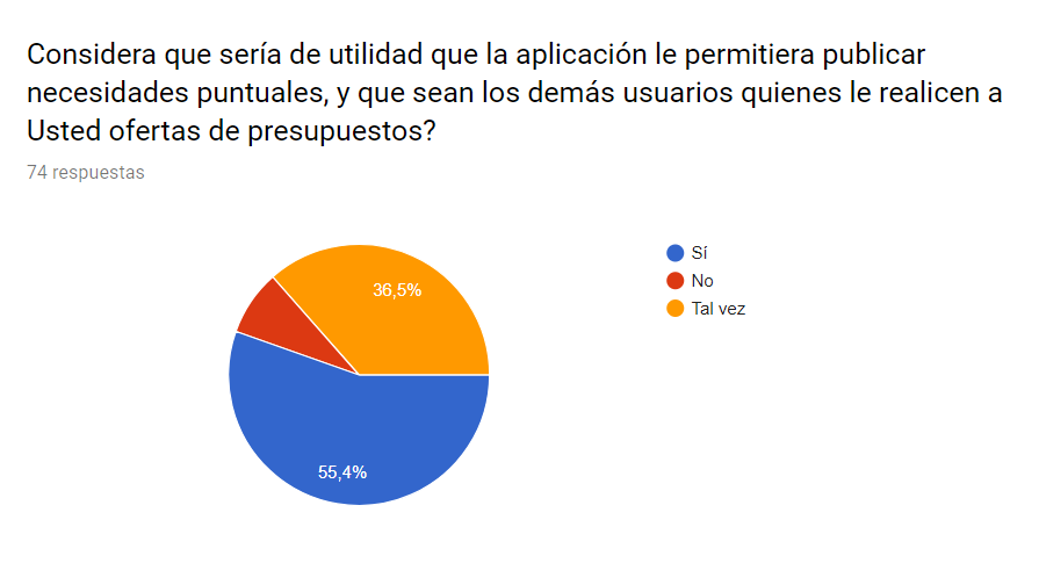 Considera que sería de utilidad que la aplicación le permitiera publicar
necesidades puntuales, y que sean los demás usuarios quienes le realicen a
Usted ofertas de presupuestos?
74 respuestas
Sí
No
Tal vez
36,5%
55,4%